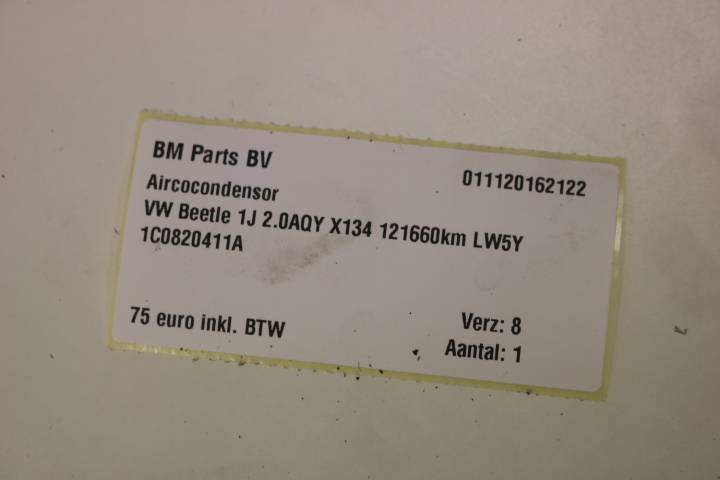 BM Parts BV
011120162122
Aircocondensor
VW Beetle 1J 2.0AQY X134 121660km LW5Y
1C0820411A
75 euro inkl. BTW
Verz: 8
Aantal: 1